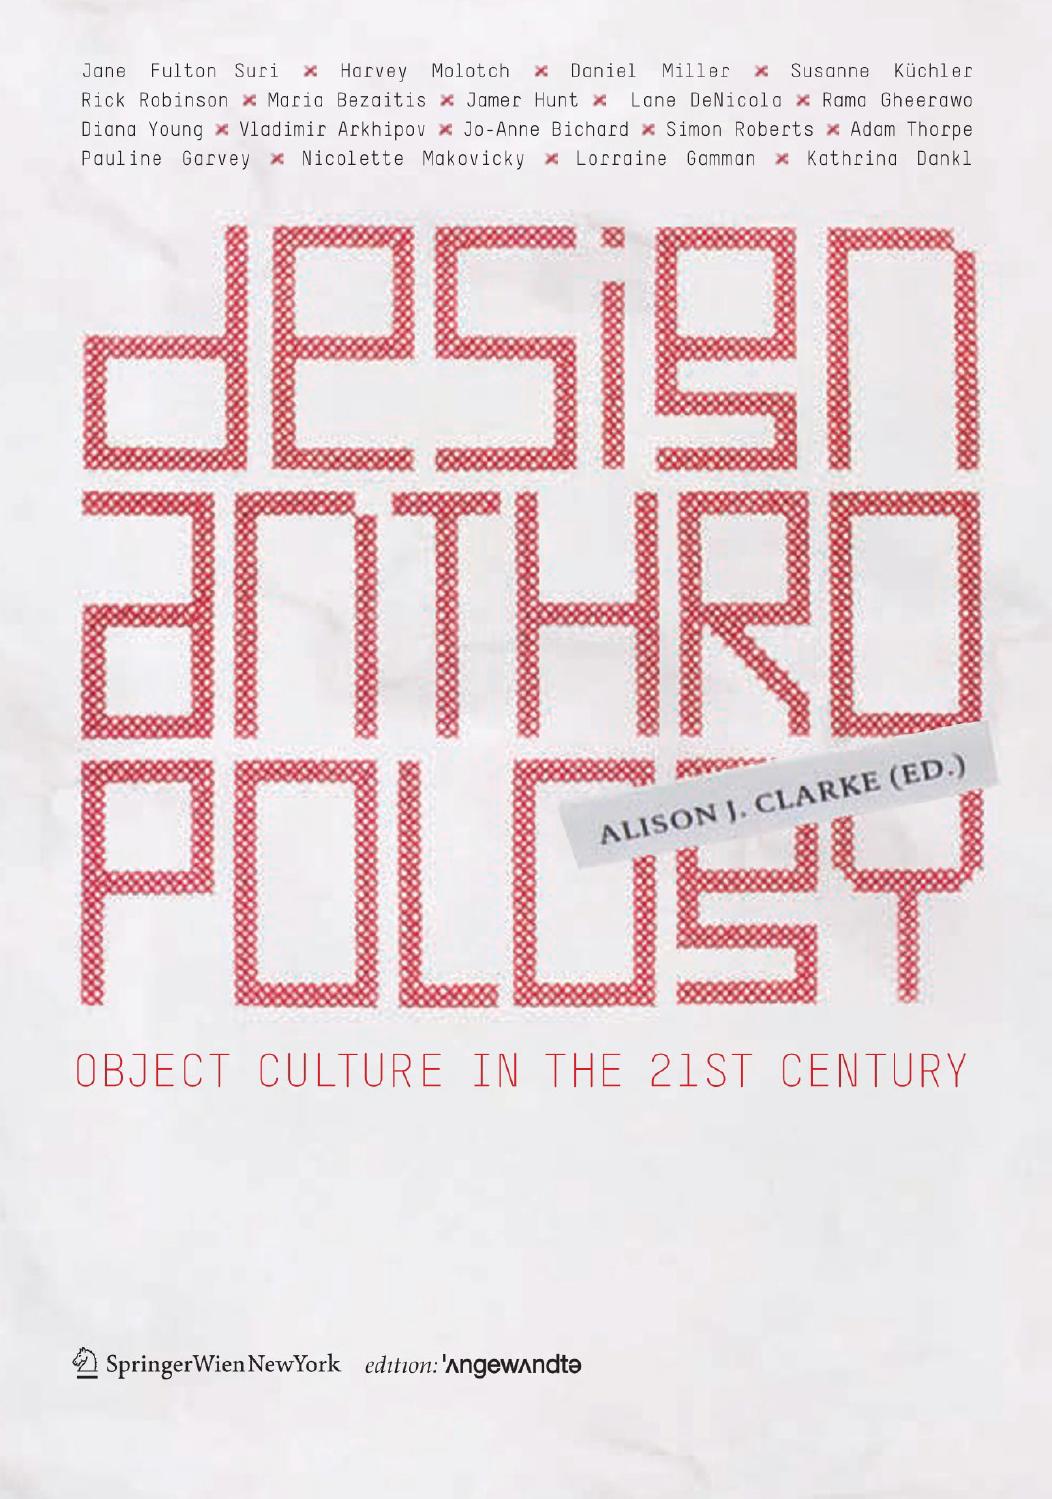 Jane Fulton Suri × Harvey Molotch × Daniel Miller × Susanne Küchler
Rick Robinson × Maria Bezaitis × Jamer Hunt × Lane DeNicola × Rama Gheerawo
Diana Young × Vladimir Arkhipov × Jo-Anne Bichard × Simon Roberts × Adam Thorpe
Pauline Garvey × Nicolette Makovicky × Lorraine Gamman × Kathrina Dankl
design
anTHRO
POLOgY
ALISON J. CLARKE (ED.)
OBJECT CULTURE IN THE 21ST CENTURY
SpringerWienNewYork edition: 'ʌngewʌndtə